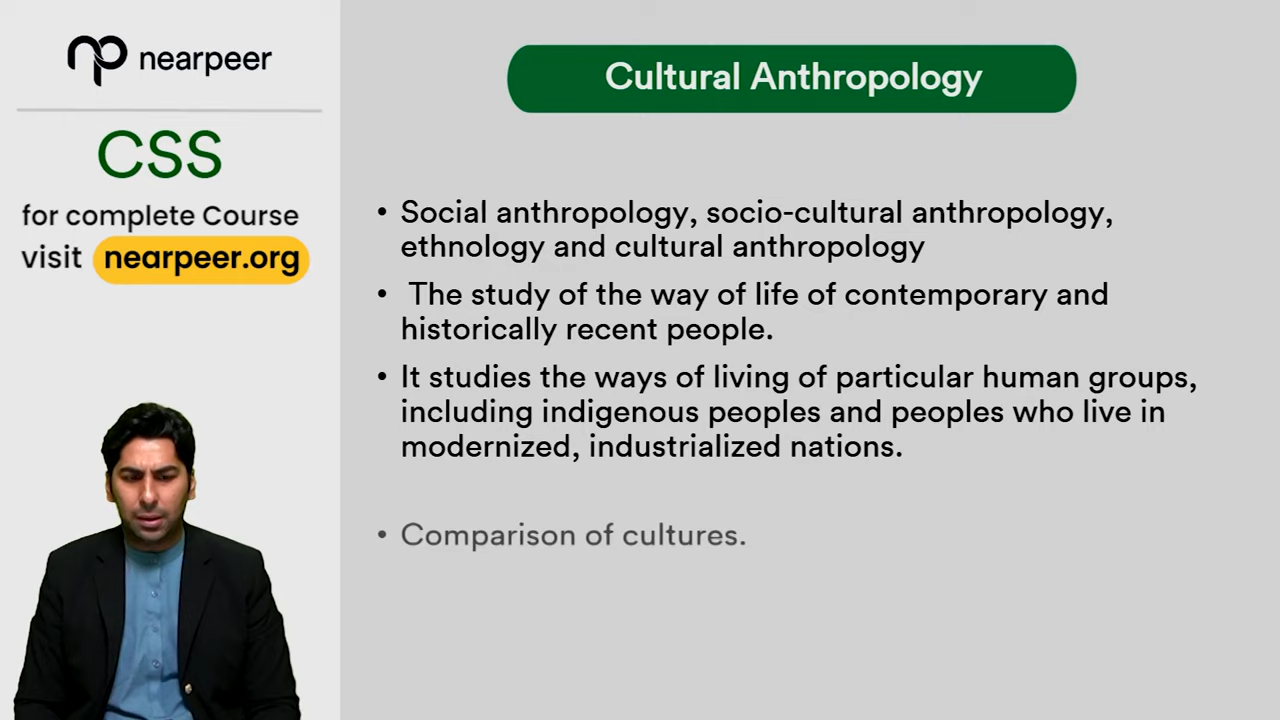 nearpeer
CSS
for complete Course
visit nearpeer.org
Cultural Anthropology
• Social anthropology, socio-cultural anthropology,
ethnology and cultural anthropology
• The study of the way of life of contemporary and
historically recent people.
• It studies the ways of living of particular human groups,
including indigenous peoples and peoples who live in
modernized, industrialized nations.
• Comparison of cultures.